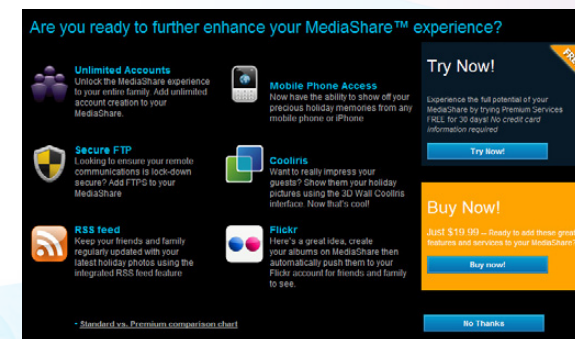 Are you ready to further enhance your MediaShare™ experience?
Unlimited Accounts
Unlock the MediaShare experience
to your entire family. Add unlimited
account creation to your
MediaShare.
Mobile Phone Access
Now have the ability to show off your
precious holiday memories from any
mobile phone or iPhone
Secure FTP
Looking to ensure your remote
communications is lock-down
secure? Add FTPS to your
MediaShare
Cooliris
Want to really impress your
guests? Show them your holiday
pictures using the 3D Wall CoolIris
interface. Now that's cool!
RSS feed
Keep your friends and family
regularly updated with your
latest holiday photos using the
integrated RSS feed feature
Flickr
Here's a great idea, create
your albums on MediaShare then
automatically push them to your
Flickr account for friends and family
to see.
- Standard vs. Premium comparison chart
FRE
Try Now!
Experience the full potential of your
MediaShare by trying Premium Services
FREE for 30 days! No credit card
information required
Try Now!
Buy Now!
Just $19.99 – Ready to add these great
features and services to your MediaShare?
Buy now!
No Thanks